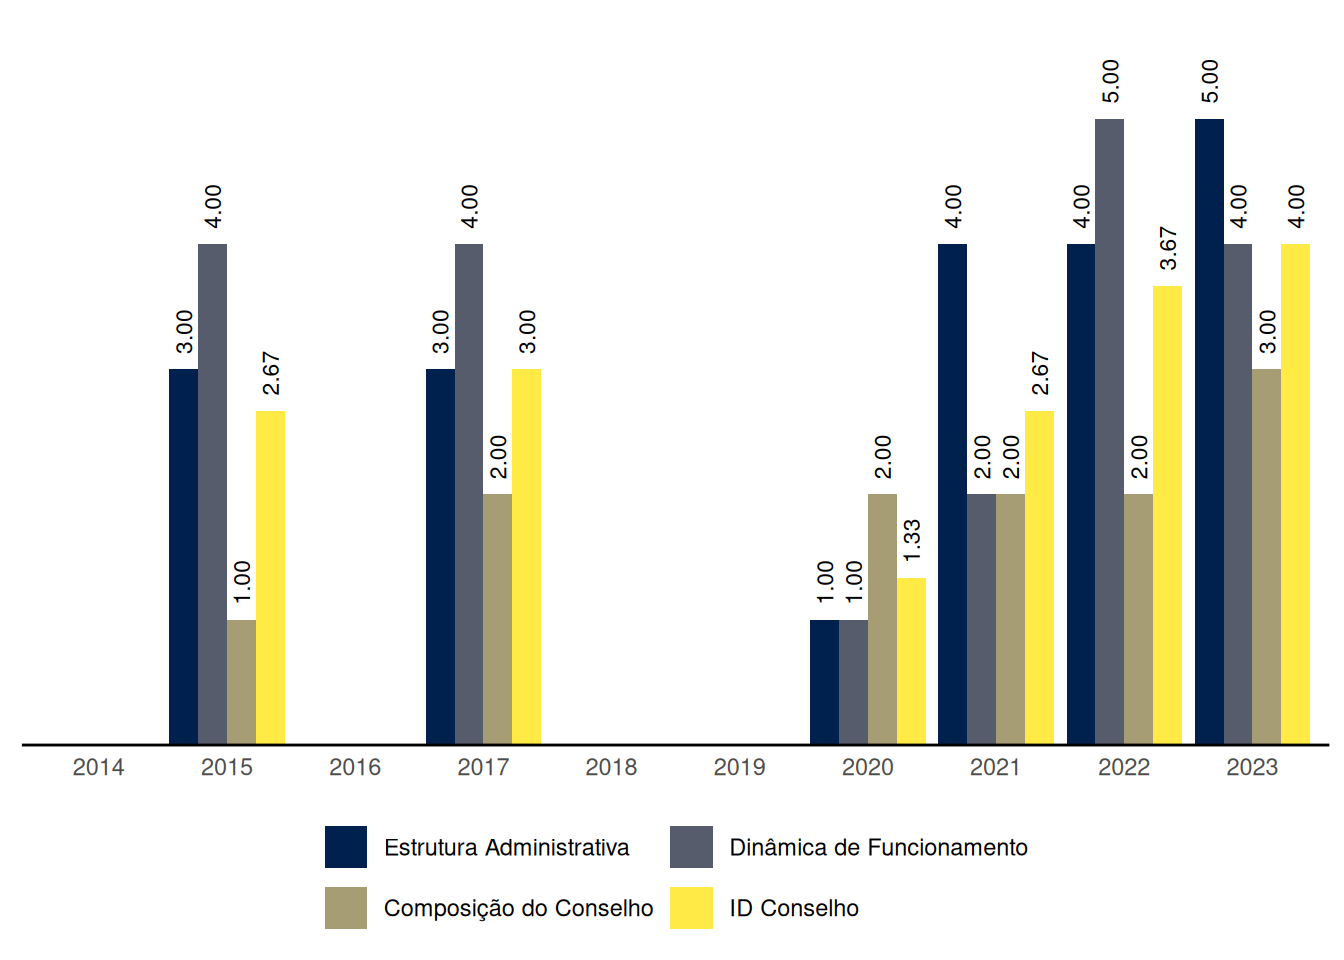 3.00 4.00 1.00 2.67
3.00 4.00 2.00 3.00
1.00 1.00 2.00 1.33
4.00 2.00 2.00 2.67
4.00 5.00 2.00 3.67
5.00 4.00 3.00 4.00
2014 2015 2016 2017 2018 2019 2020 2021 2022 2023
Estrutura Administrativa Dinâmica de Funcionamento
Composição do Conselho ID Conselho